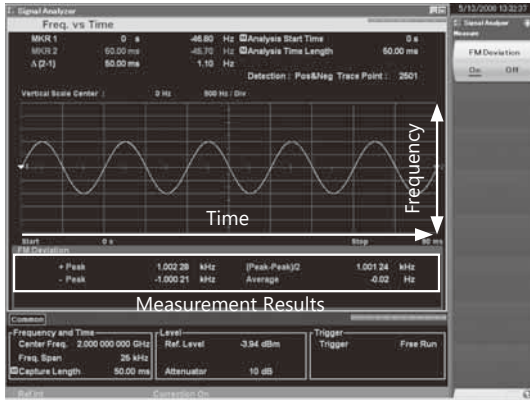 Signal Analyzer
5/13/2008 13:32:37
Freq. vs Time
MKR 1 0 s -46.80 Hz Analysis Start Time 0 s
MKR 2 50.00 ms -45.70 Hz Analysis Time Length 50.00 ms
Δ(2-1) 50.00 ms 1.10 Hz
Detection : Pos&Neg Trace Point : 2501
Vertical Scale Center : 0 Hz 500 Hz / Div
Signal Analyzer
Measure
FM Deviation
On Off
Frequency
Time
Start 0 s Stop 50 ms
FM Deviation
+ Peak 1.002 28 kHz (Peak-Peak)/2 1.001 24 kHz
- Peak -1.000 21 kHz Average -0.02 Hz
Measurement Results
Common
Frequency and Time
Center Freq. 2.000 000 000 GHz
Freq. Span 25 kHz
Capture Length 50.00 ms
Level
Ref. Level -3.94 dBm
Attenuator 10 dB
Trigger
Trigger Free Run
Ref.Int Correction On